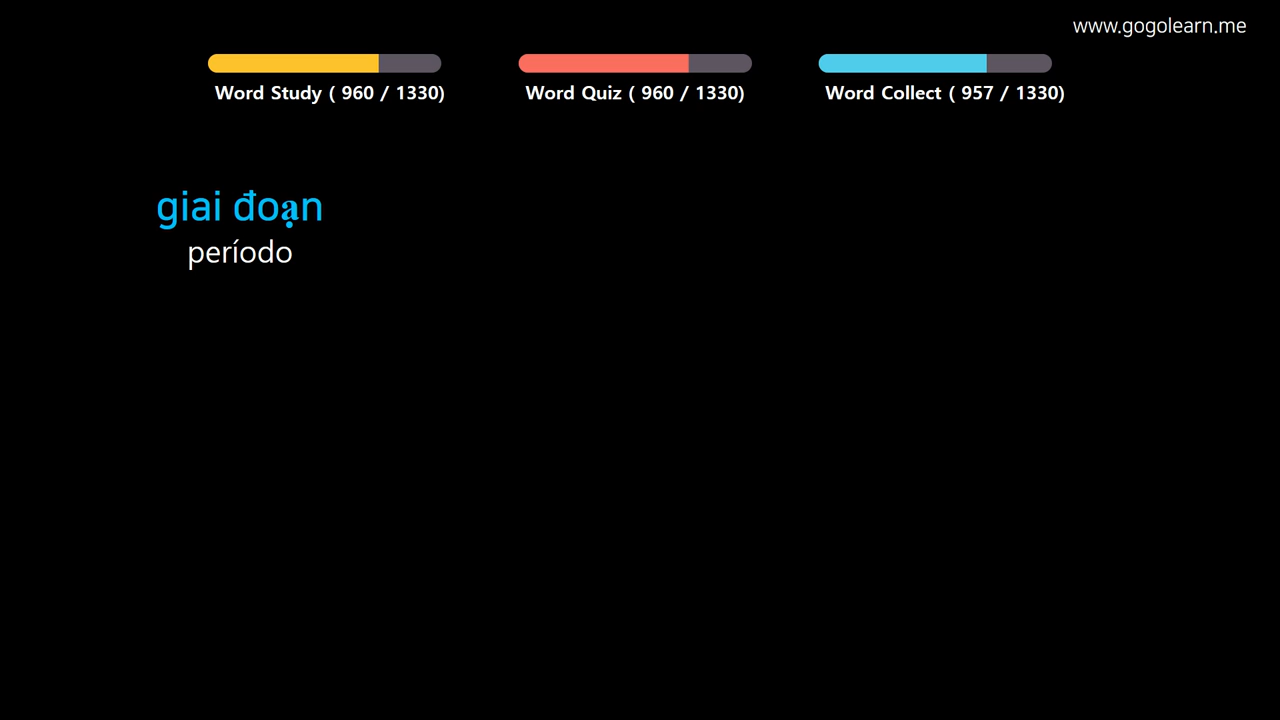 www.gogolearn.me
Word Study ( 960 / 1330)
Word Quiz ( 960 / 1330)
Word Collect ( 957 / 1330)
giai đoạn
período